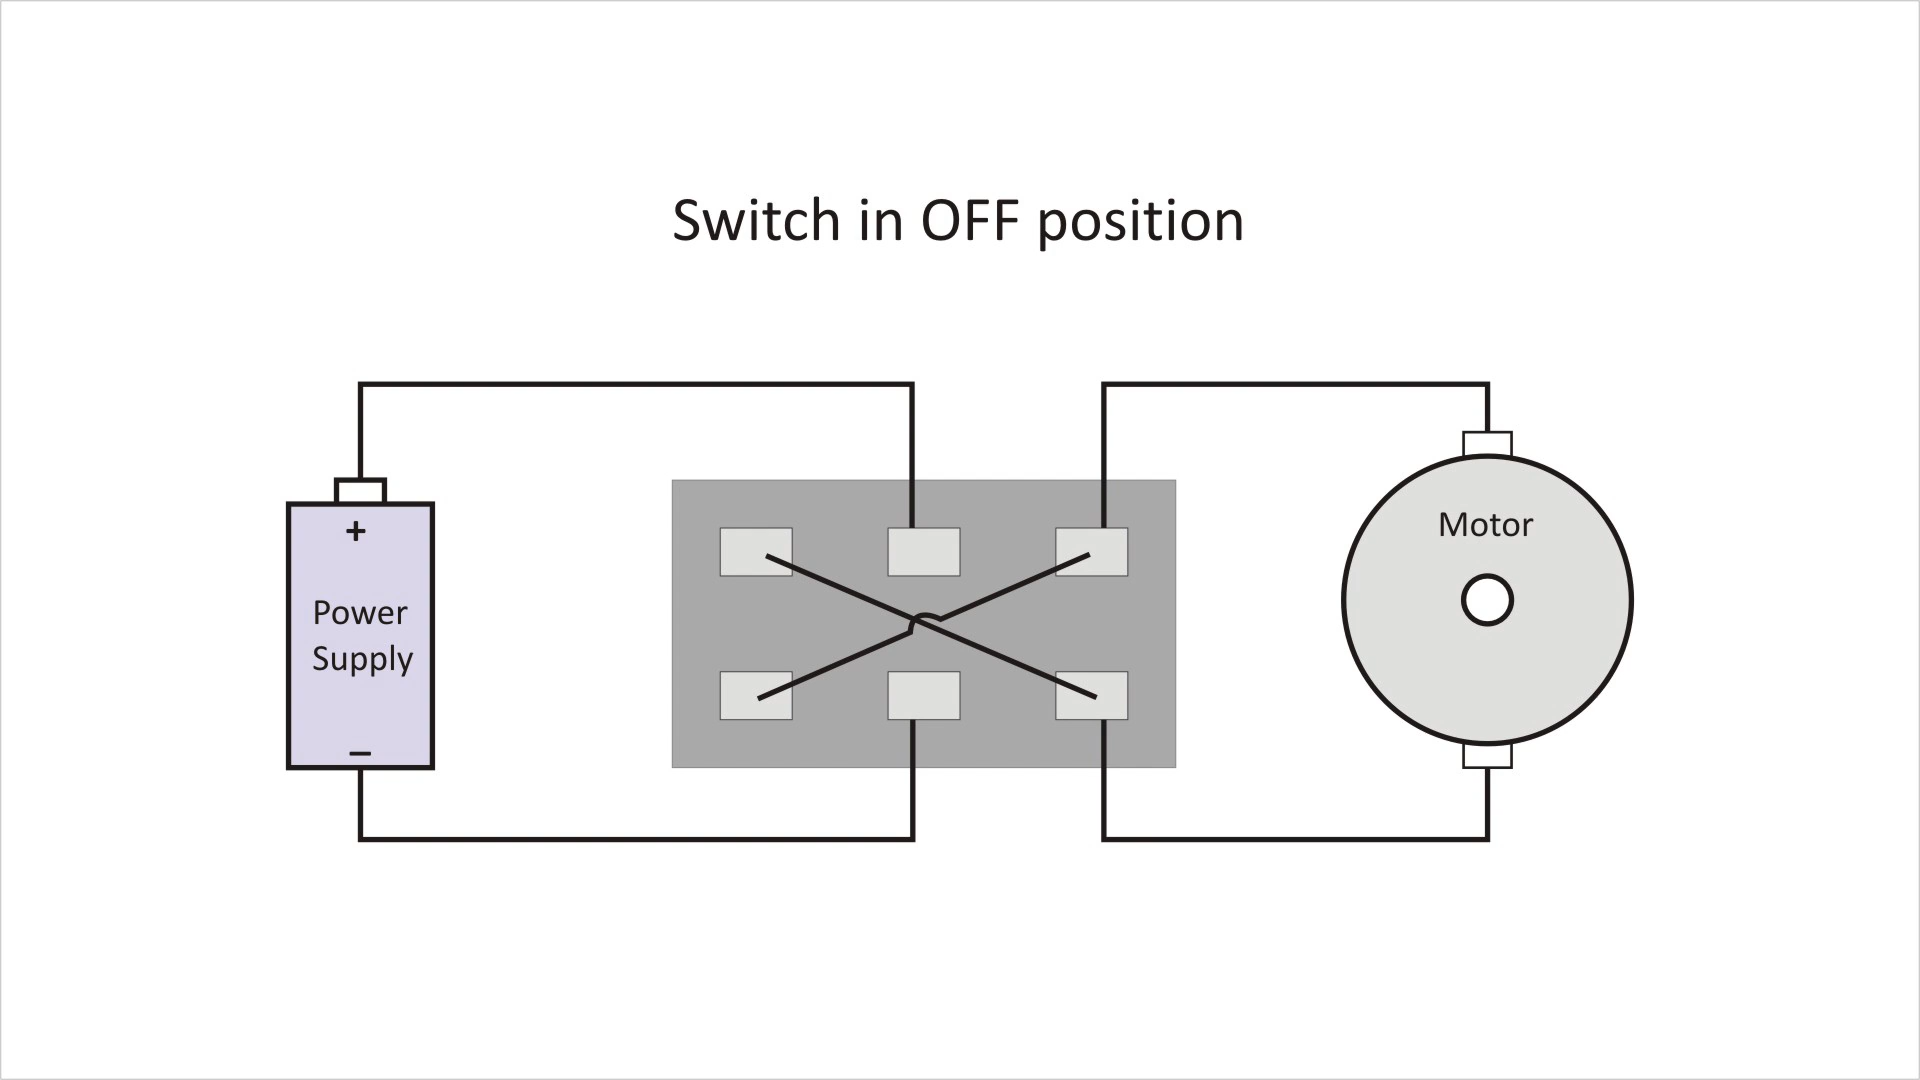 Switch in OFF position
+
Power
Supply
–
Motor